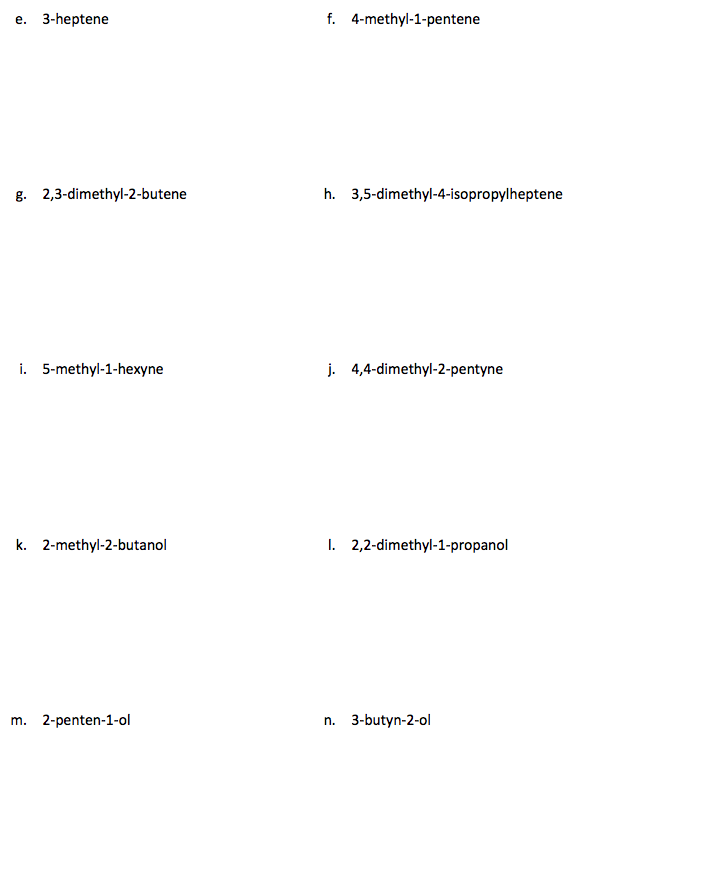 e. 3-heptene
f. 4-methyl-1-pentene
g. 2,3-dimethyl-2-butene
h. 3,5-dimethyl-4-isopropylheptene
i. 5-methyl-1-hexyne
j. 4,4-dimethyl-2-pentyne
k. 2-methyl-2-butanol
l. 2,2-dimethyl-1-propanol
m. 2-penten-1-ol
n. 3-butyn-2-ol